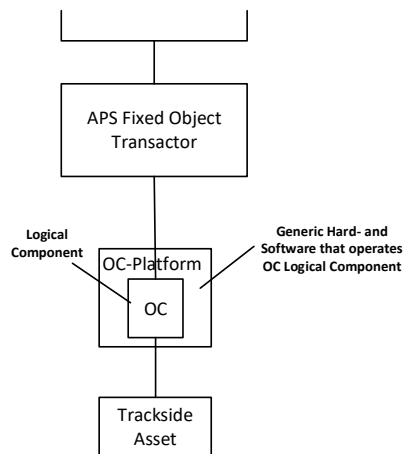 APS Fixed Object
Transactor
Logical
Component
Generic Hard- and
Software that operates
OC Logical Component
OC-Platform
OC
Trackside
Asset